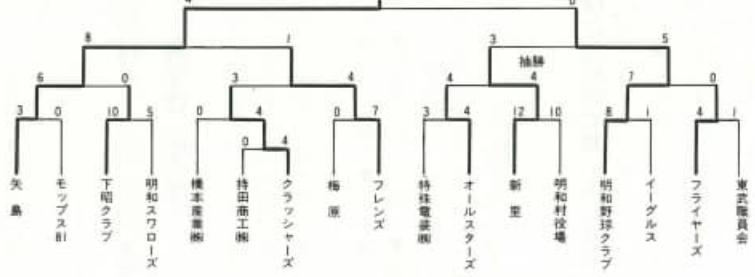 4 0
8 1 3 5
抽勝
6 0 3 4 4 4 7 0
3 0 10 5 0 4 0 7 3 4 12 10 8 1 4 1
0 4
矢島
モップスBI
下昭クラブ
明和スワローズ
橋本産業㈱
持田商工㈱
クラッシャーズ
梅原
フレンズ
特殊電装㈱
オールスターズ
新里
明和村役場
明和野球クラブ
イーグルス
フライヤーズ
東武職員会